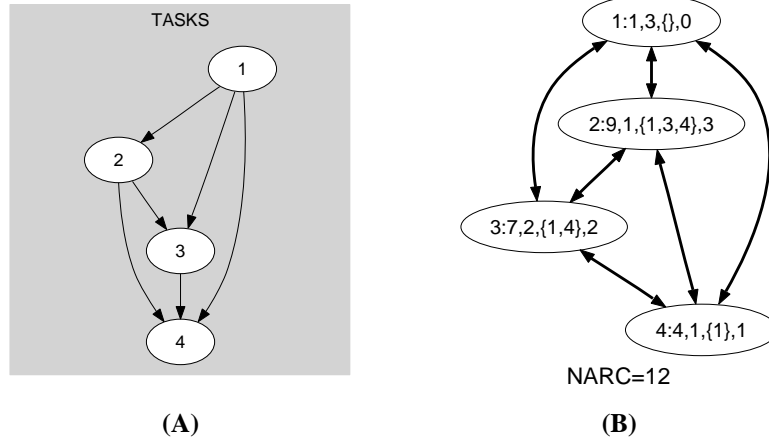 TASKS
1
2
3
4
(A)
1:1,3,{},0
2:9,1,{1,3,4},3
3:7,2,{1,4},2
4:4,1,{1},1
NARC=12
(B)